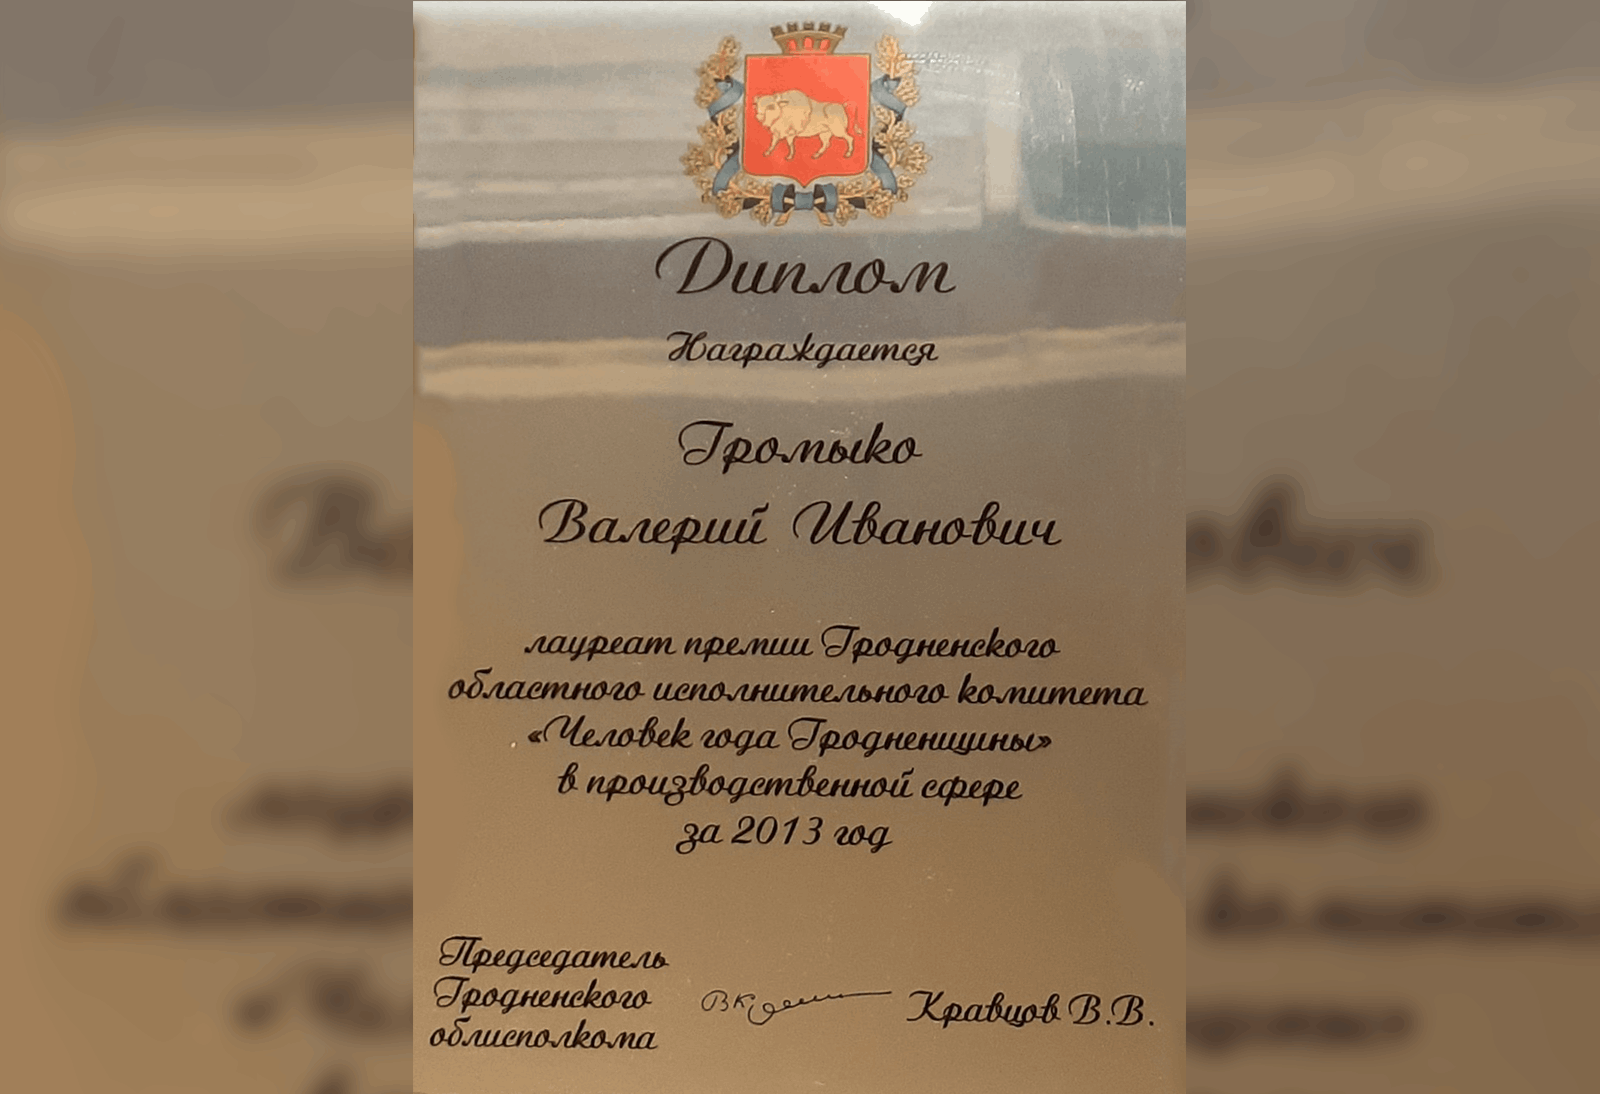 Диплом
Награждается
Громыко
Валерий Иванович
лауреат премии Гродненского
областного исполнительного комитета
«Человек года Гродненщины»
в производственной сфере
за 2013 год
Председатель
Гродненского
облисполкома
Кравцов В.В.